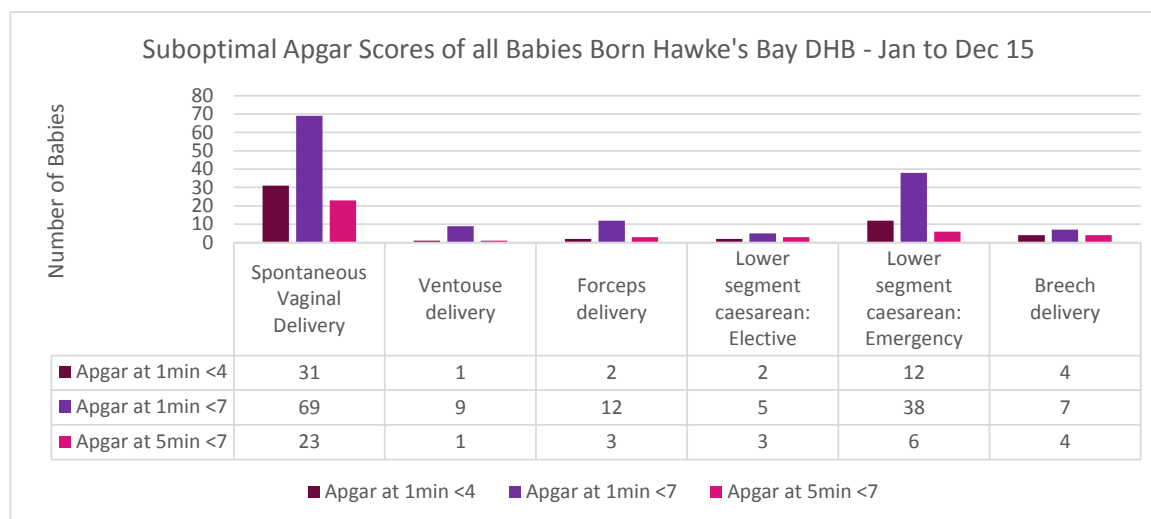 Suboptimal Apgar Scores of all Babies Born Hawke's Bay DHB - Jan to Dec 15
Number of Babies
80
70
60
50
40
30
20
10
0
Spontaneous
Vaginal
Delivery
Ventouse
delivery
Forceps
delivery
Lower
segment
caesarean:
Elective
Lower
segment
caesarean:
Emergency
Breech
delivery
Apgar at 1min <4 31 1 2 2 12 4
Apgar at 1min <7 69 9 12 5 38 7
Apgar at 5min <7 23 1 3 3 6 4
Apgar at 1min <4 Apgar at 1min <7 Apgar at 5min <7